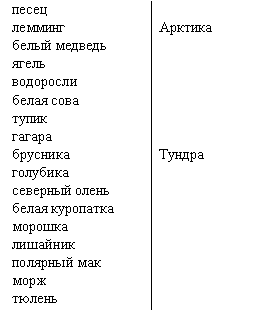 песец
лемминг Арктика
белый медведь
ягель
водоросли
белая сова
тупик
гагара
брусника Тундра
голубика
северный олень
белая куропатка
морошка
лишайник
полярный мак
морж
тюлень